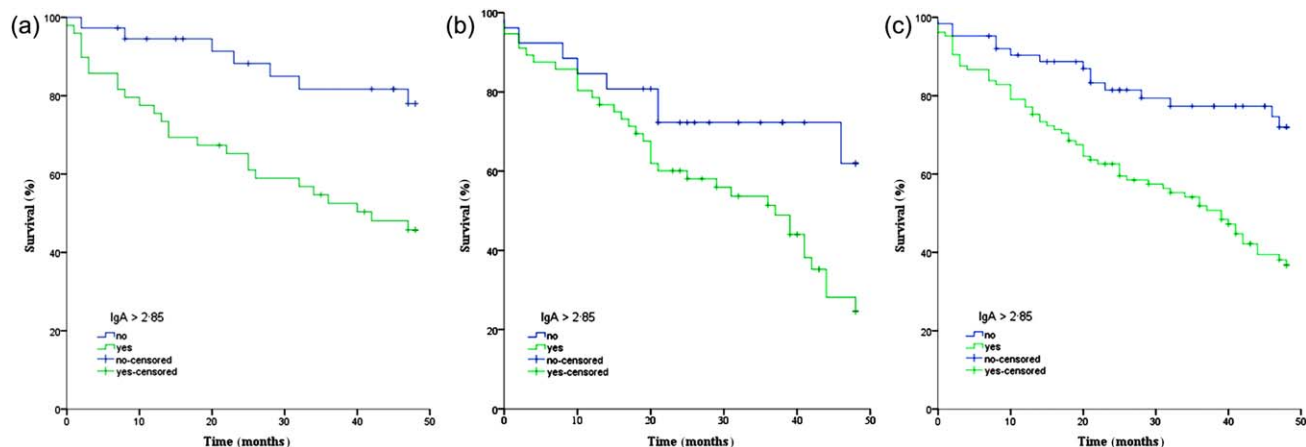 (a)
100
80
60
40
20
0
Survival (%)
IgA > 2·85
no
yes
no-censored
yes-censored
0 10 20 30 40 50
Time (months)
(b)
100
80
60
40
20
0
Survival (%)
IgA > 2·85
no
yes
no-censored
yes-censored
0 10 20 30 40 50
Time (months)
(c)
100
80
60
40
20
0
Survival (%)
IgA > 2·85
no
yes
no-censored
yes-censored
0 10 20 30 40 50
Time (months)